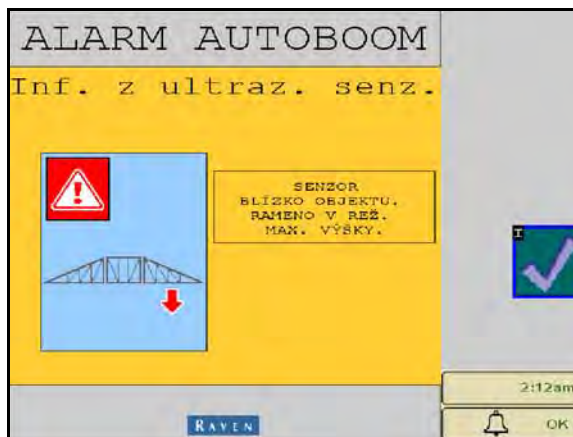 ALARM AUTOBOOM
Inf. z ultraz. senz.
SENZOR
BLÍZKO OBJEKTU.
RAMENO V REŽ.
MAX. VÝŠKY.
I
2:12am
OK
RAVEN